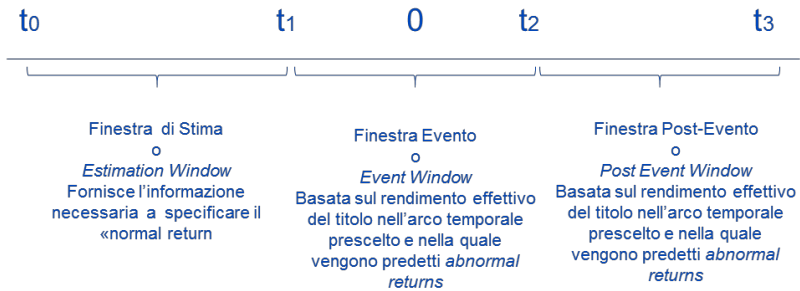 t0 t1 0 t2 t3
Finestra di Stima
o
Estimation Window
Fornisce l'informazione
necessaria a specificare il
«normal return
Finestra Evento
o
Event Window
Basata sul rendimento effettivo
del titolo nell'arco temporale
prescelto e nella quale
vengono predetti abnormal
returns
Finestra Post-Evento
o
Post Event Window
Basata sul rendimento effettivo
del titolo nell'arco temporale
prescelto e nella quale
vengono predetti abnormal
returns